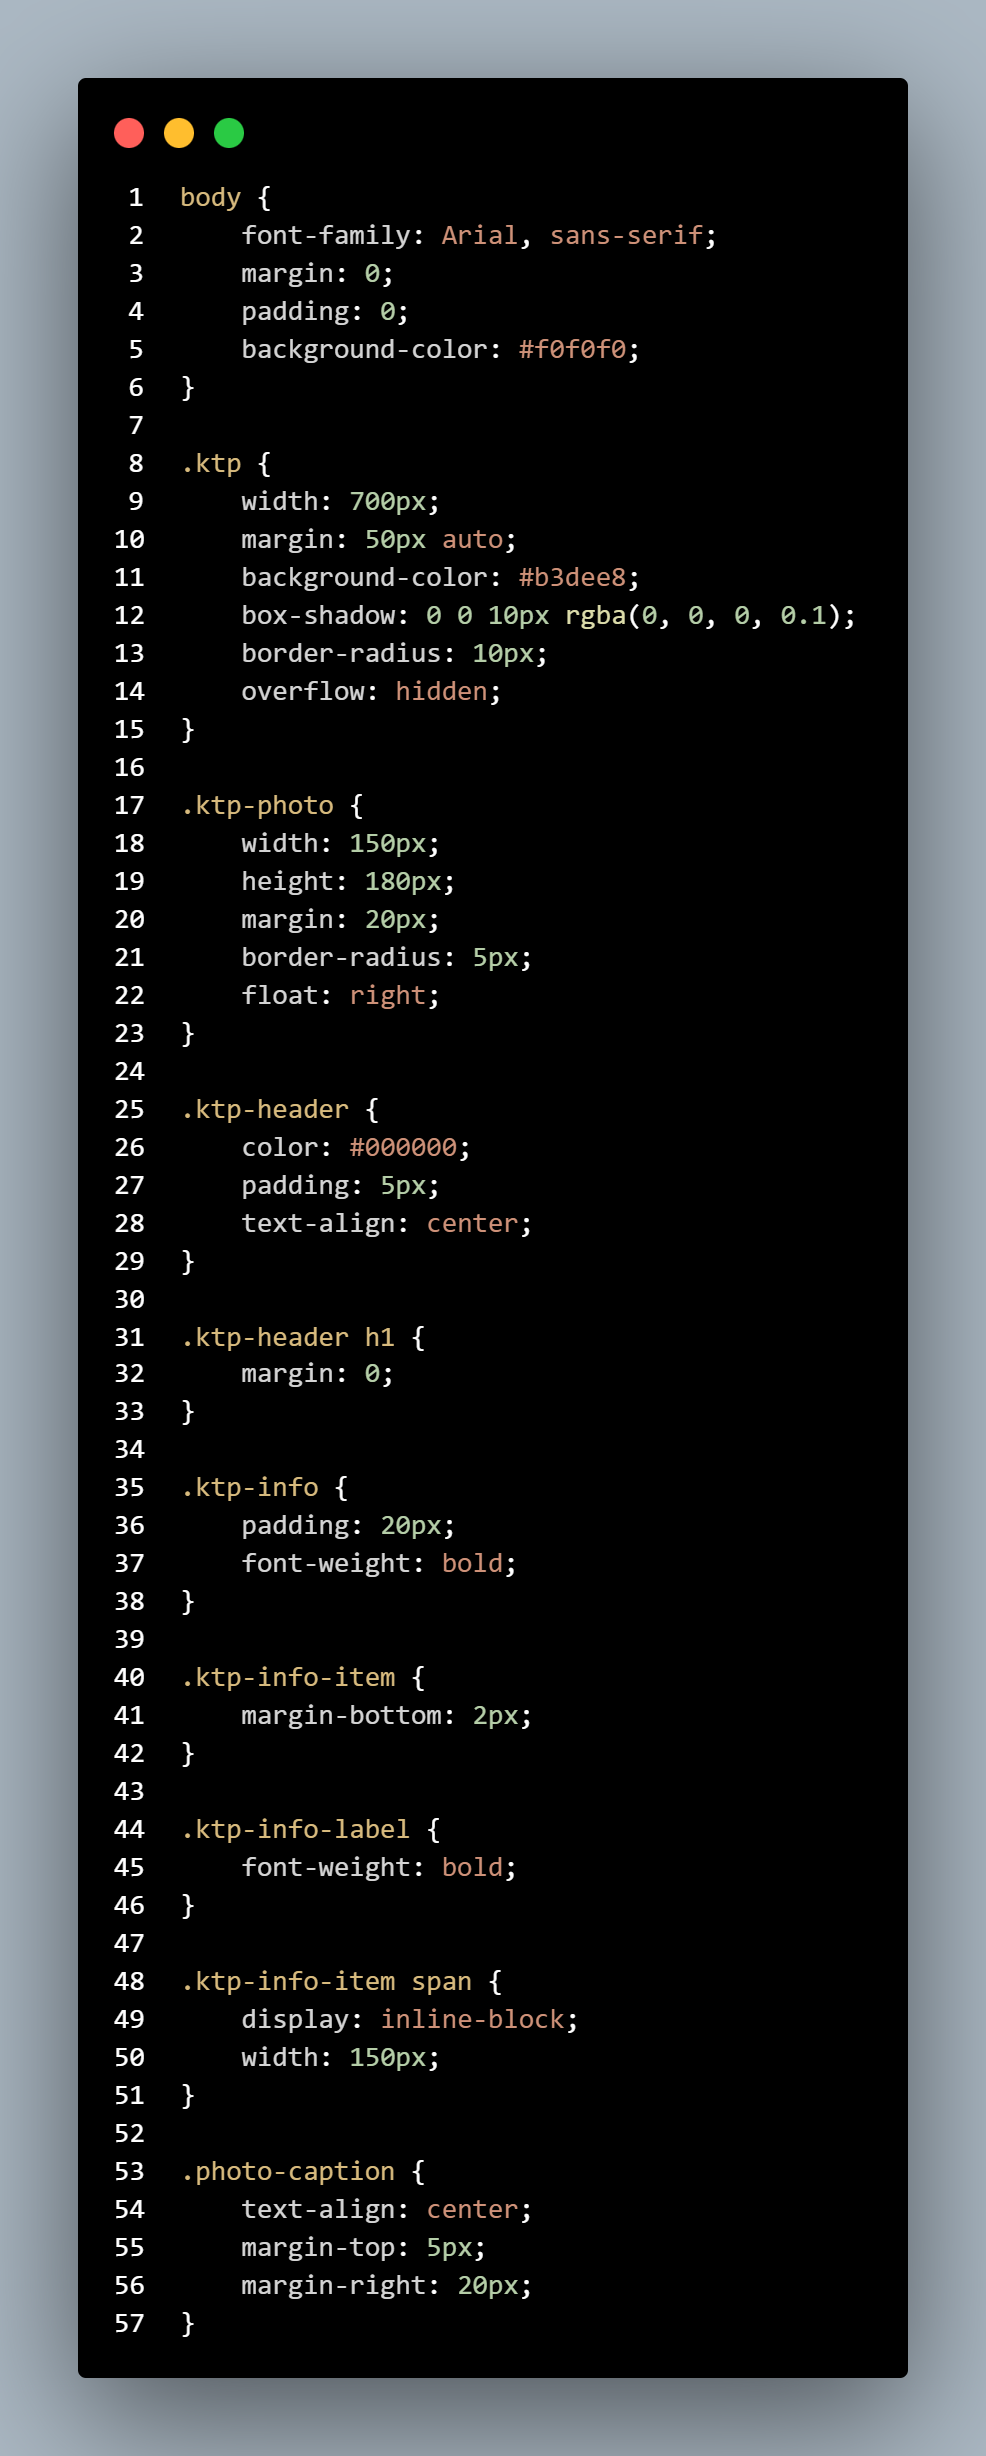 1 body {
2     font-family: Arial, sans-serif;
3     margin: 0;
4     padding: 0;
5     background-color: #f0f0f0;
6 }
7
8 .ktp {
9     width: 700px;
10     margin: 50px auto;
11     background-color: #b3dee8;
12     box-shadow: 0 0 10px rgba(0, 0, 0, 0.1);
13     border-radius: 10px;
14     overflow: hidden;
15 }
16
17 .ktp-photo {
18     width: 150px;
19     height: 180px;
20     margin: 20px;
21     border-radius: 5px;
22     float: right;
23 }
24
25 .ktp-header {
26     color: #000000;
27     padding: 5px;
28     text-align: center;
29 }
30
31 .ktp-header h1 {
32     margin: 0;
33 }
34
35 .ktp-info {
36     padding: 20px;
37     font-weight: bold;
38 }
39
40 .ktp-info-item {
41     margin-bottom: 2px;
42 }
43
44 .ktp-info-label {
45     font-weight: bold;
46 }
47
48 .ktp-info-item span {
49     display: inline-block;
50     width: 150px;
51 }
52
53 .photo-caption {
54     text-align: center;
55     margin-top: 5px;
56     margin-right: 20px;
57 }